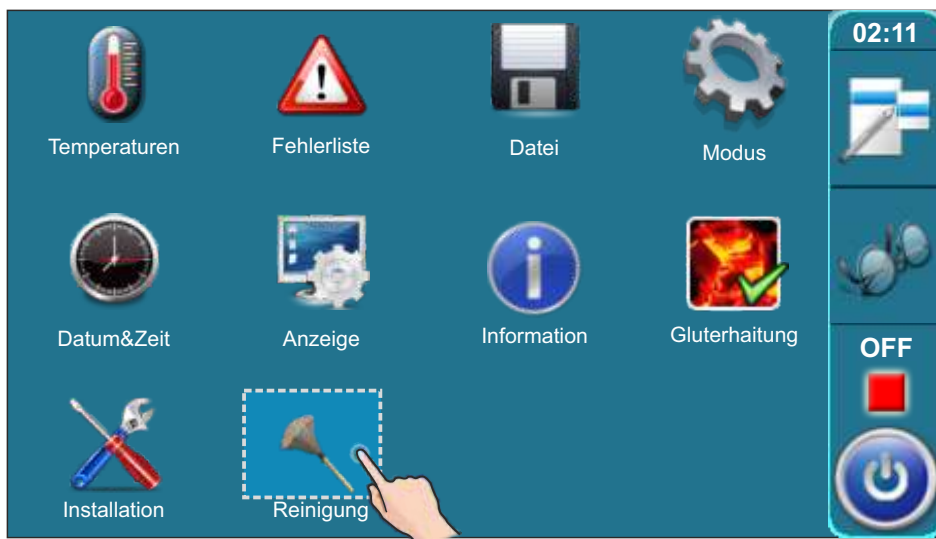 02:11
Temperaturen
Fehlerliste
Datei
Modus
Datum&Zeit
Anzeige
Information
Gluterhaitung
OFF
Installation
Reinigung